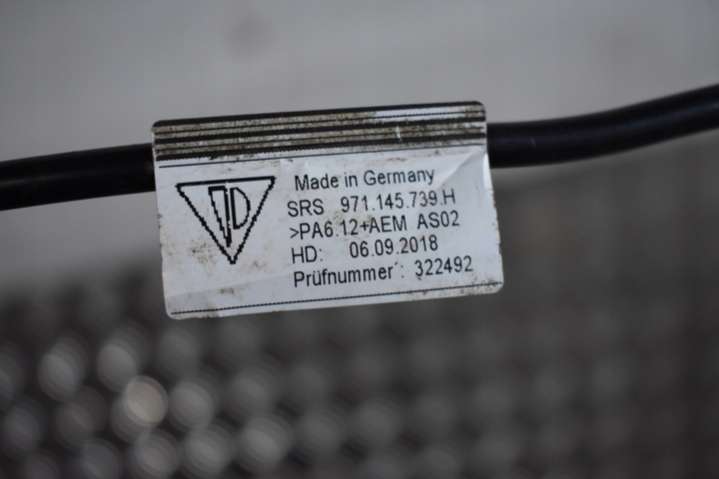 Made in Germany
SRS 971.145.739.H
>PA6.12+AEM AS02
HD: 06.09.2018
Prüfnummer´: 322492